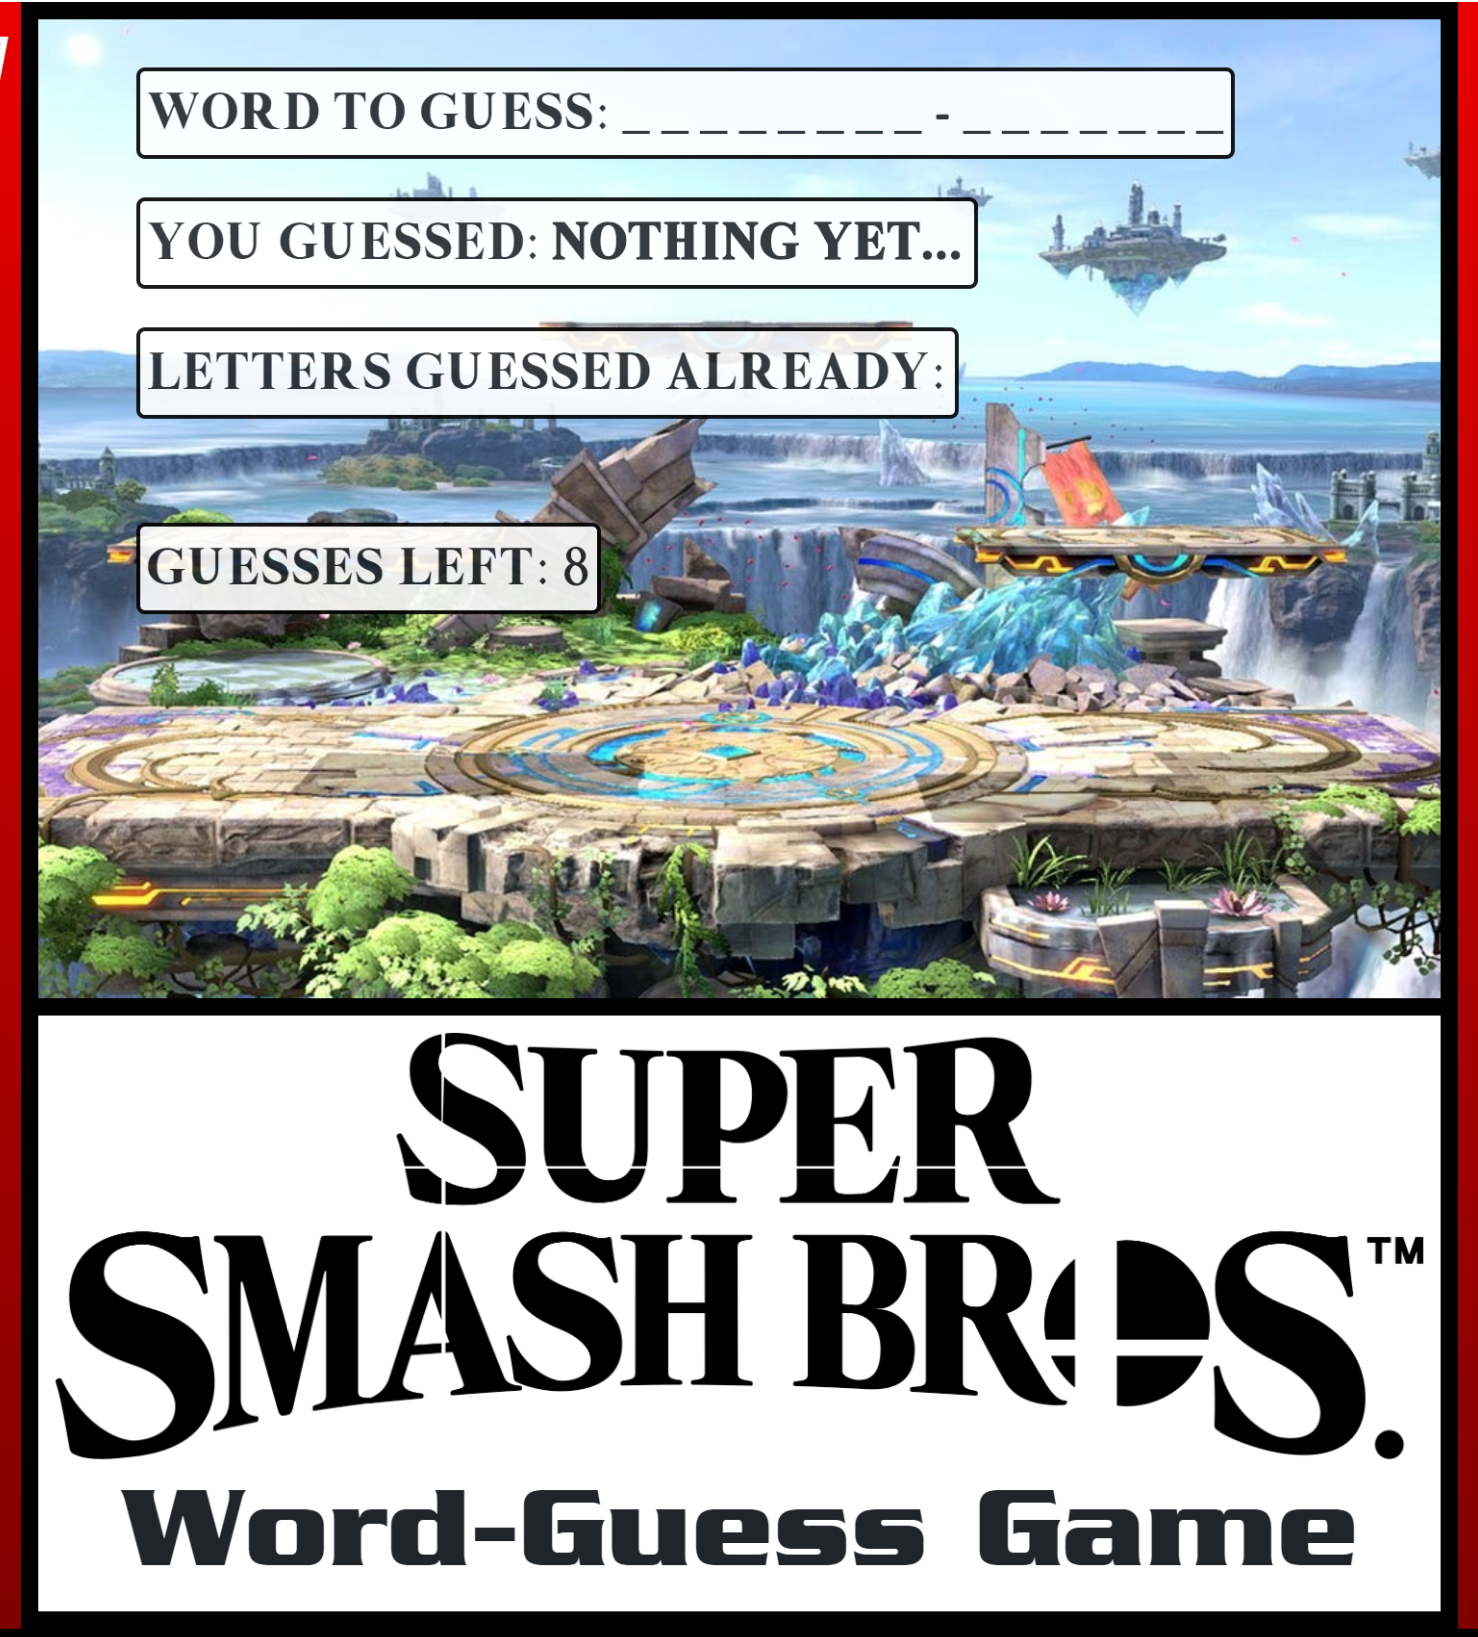 WORD TO GUESS: _ _ _ _ _ _ _ _ - _ _ _ _ _ _ _
YOU GUESSED: NOTHING YET...
LETTERS GUESSED ALREADY:
GUESSES LEFT: 8
SUPER
SMASH BROS.™
Word-Guess Game